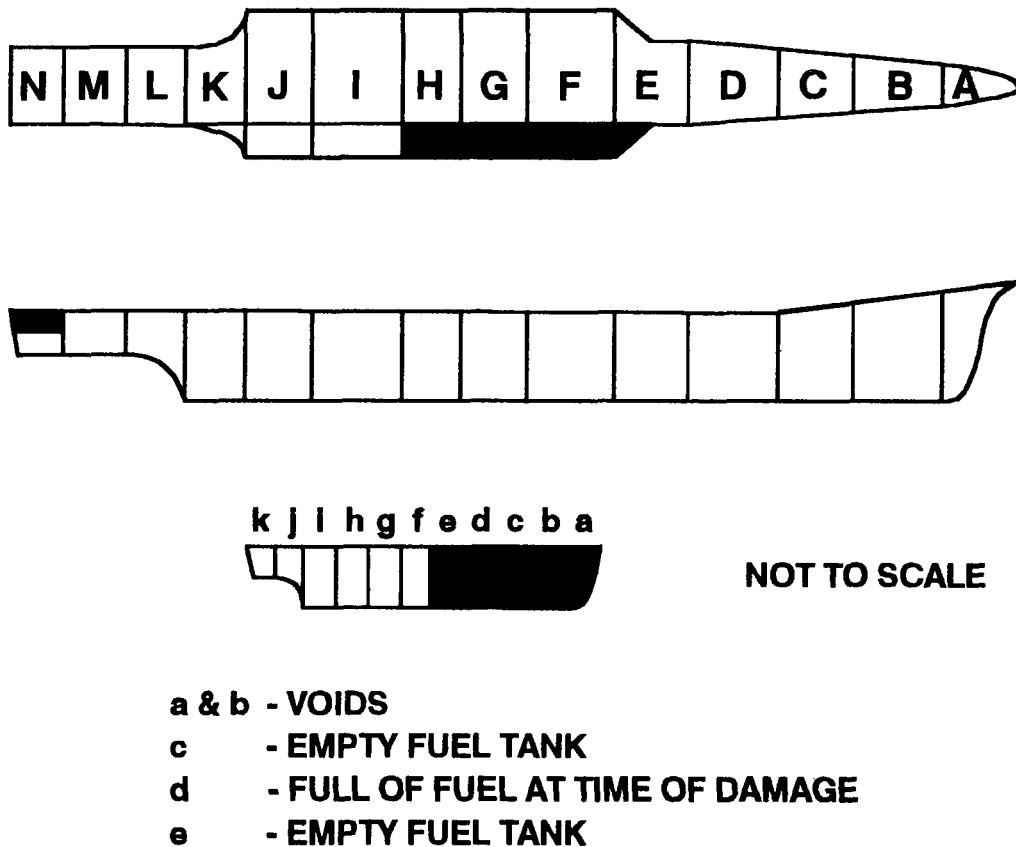 N M L K J I H G F E D C B A
k j i h g f e d c b a
NOT TO SCALE
a & b - VOIDS
c - EMPTY FUEL TANK
d - FULL OF FUEL AT TIME OF DAMAGE
e - EMPTY FUEL TANK